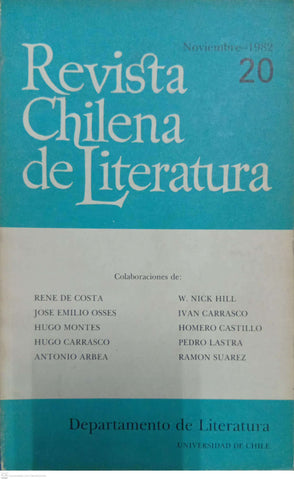 Noviembre-1982
20
Revista
Chilena
de Literatura
Colaboraciones de:
RENE DE COSTA
JOSE EMILIO OSSES
HUGO MONTES
HUGO CARRASCO
ANTONIO ARBEA
W. NICK HILL
IVAN CARRASCO
HOMERO CASTILLO
PEDRO LASTRA
RAMON SUAREZ
Departamento de Literatura
UNIVERSIDAD DE CHILE